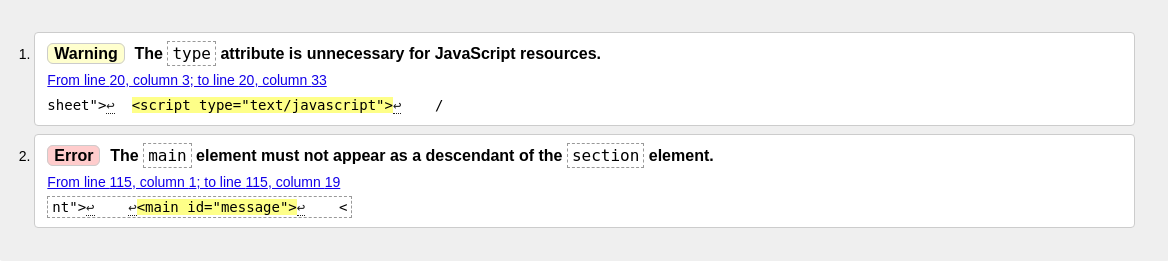 1. Warning The type attribute is unnecessary for JavaScript resources.
From line 20, column 3; to line 20, column 33
sheet">↩  <script type="text/javascript">↩    /
2. Error The main element must not appear as a descendant of the section element.
From line 115, column 1; to line 115, column 19
nt">↩    ↩<main id="message">↩    <